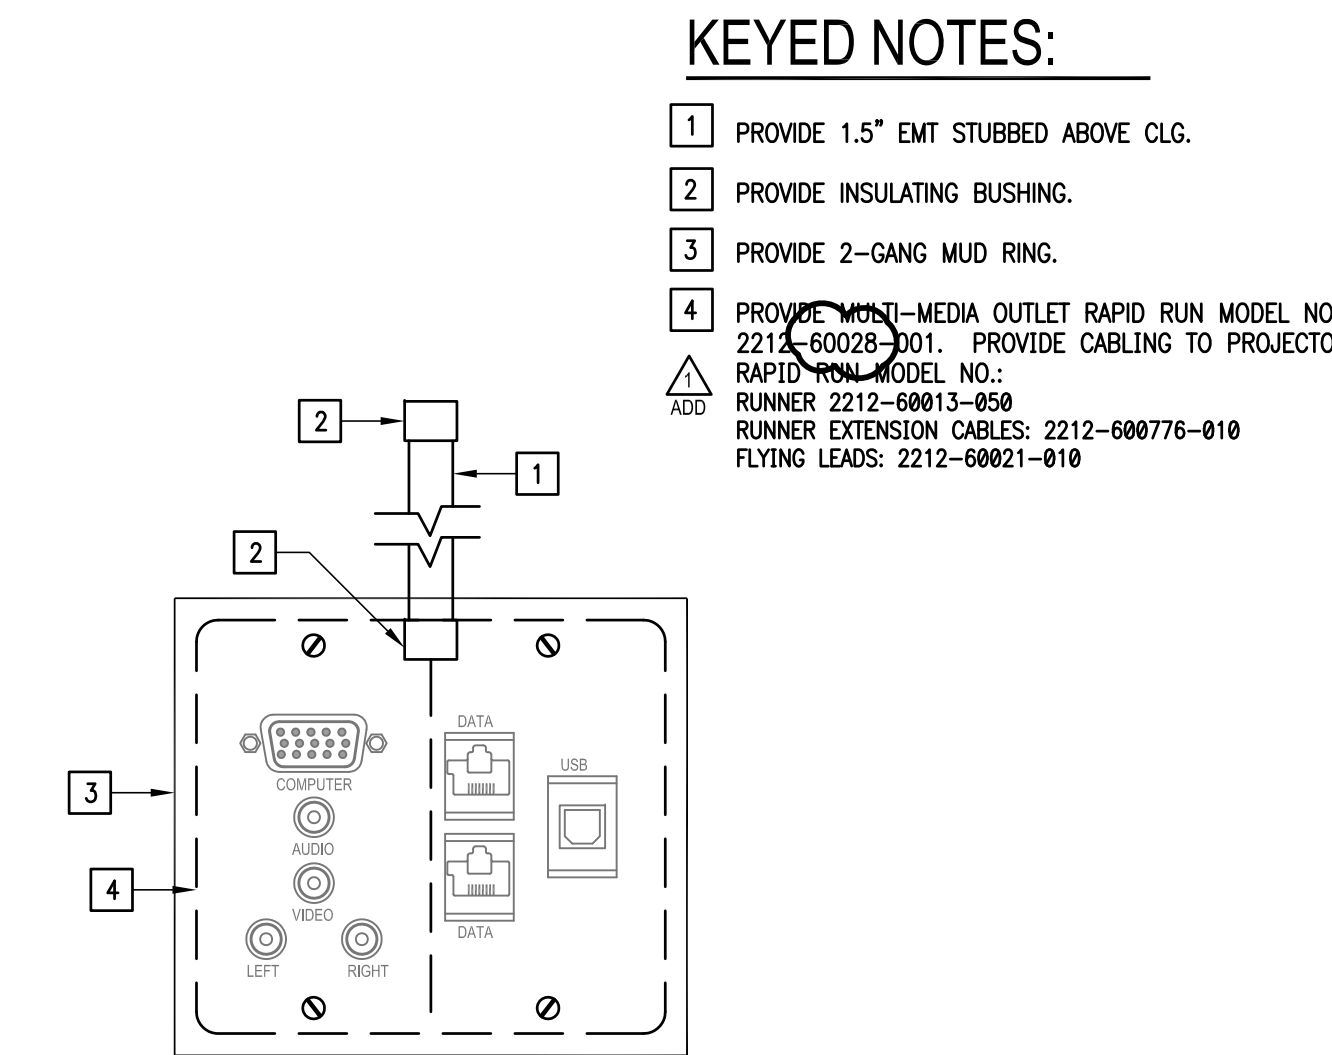 KEYED NOTES:
1 PROVIDE 1.5" EMT STUBBED ABOVE CLG.
2 PROVIDE INSULATING BUSHING.
3 PROVIDE 2-GANG MUD RING.
4 PROVIDE MULTI-MEDIA OUTLET RAPID RUN MODEL NO
2212-60028-001. PROVIDE CABLING TO PROJECTO
1 RAPID RUN MODEL NO.:
ADD RUNNER 2212-60013-050
RUNNER EXTENSION CABLES: 2212-600776-010
FLYING LEADS: 2212-60021-010
2
1
2
DATA
USB
COMPUTER
3
AUDIO
4
VIDEO
DATA
LEFT RIGHT